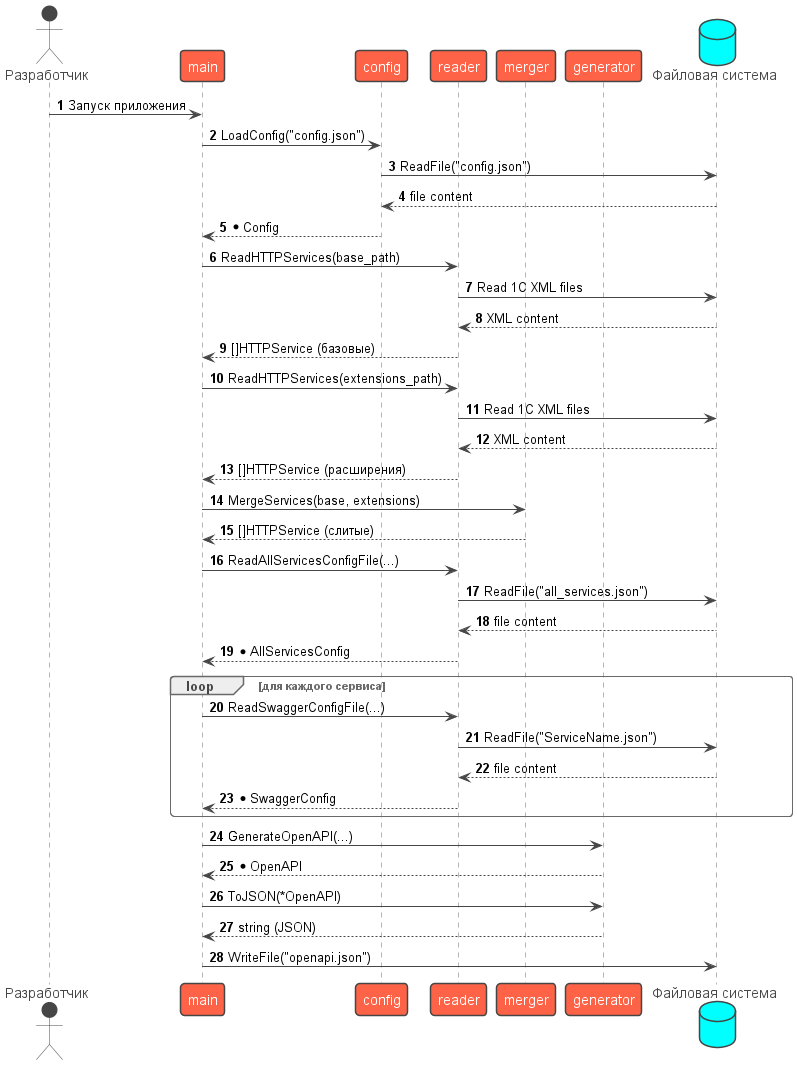 Разработчик
main
config
reader
merger
generator
Файловая система
1 Запуск приложения
2 LoadConfig("config.json")
3 ReadFile("config.json")
4 file content
5 • Config
6 ReadHTTPServices(base_path)
7 Read 1C XML files
8 XML content
9 []HTTPService (базовые)
10 ReadHTTPServices(extensions_path)
11 Read 1C XML files
12 XML content
13 []HTTPService (расширения)
14 MergeServices(base, extensions)
15 []HTTPService (слитые)
16 ReadAllServicesConfigFile(...)
17 ReadFile("all_services.json")
18 file content
19 • AllServicesConfig
loop [для каждого сервиса]
20 ReadSwaggerConfigFile(...)
21 ReadFile("ServiceName.json")
22 file content
23 • SwaggerConfig
24 GenerateOpenAPI(...)
25 • OpenAPI
26 ToJSON(*OpenAPI)
27 string (JSON)
28 WriteFile("openapi.json")
Разработчик
main
config
reader
merger
generator
Файловая система